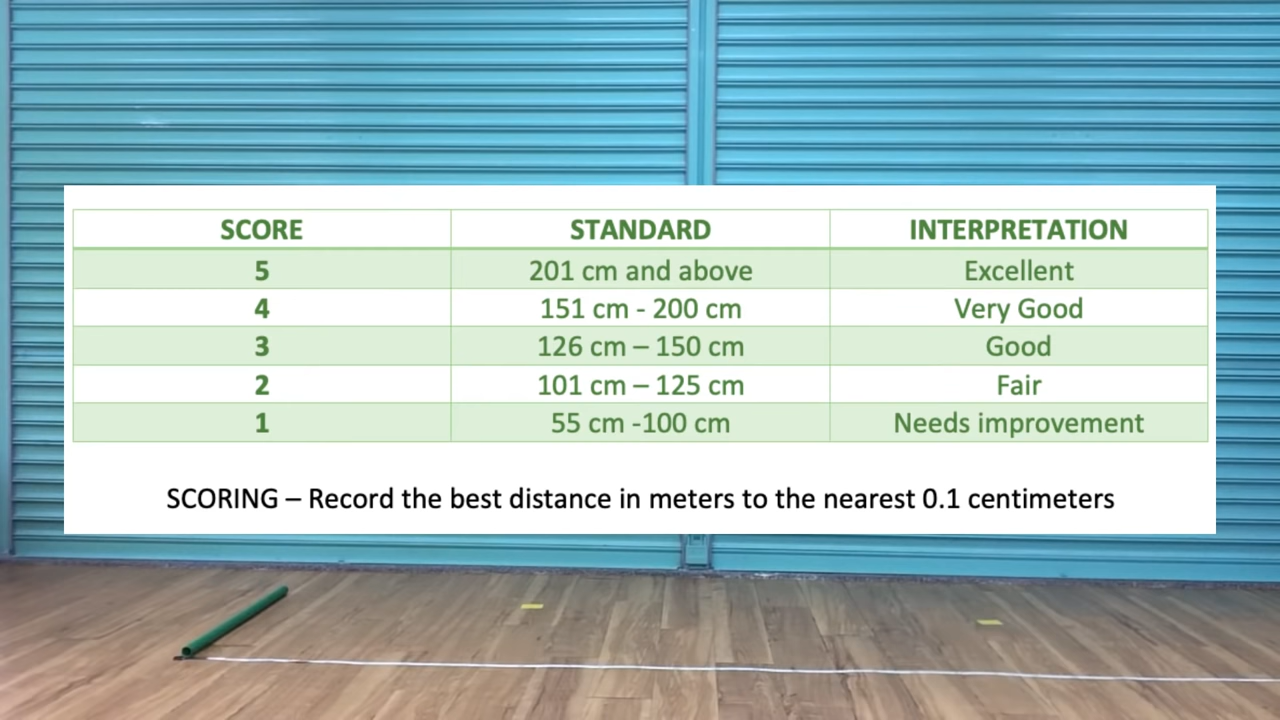 SCORE STANDARD INTERPRETATION
5 201 cm and above Excellent
4 151 cm - 200 cm Very Good
3 126 cm – 150 cm Good
2 101 cm – 125 cm Fair
1 55 cm -100 cm Needs improvement
SCORING – Record the best distance in meters to the nearest 0.1 centimeters